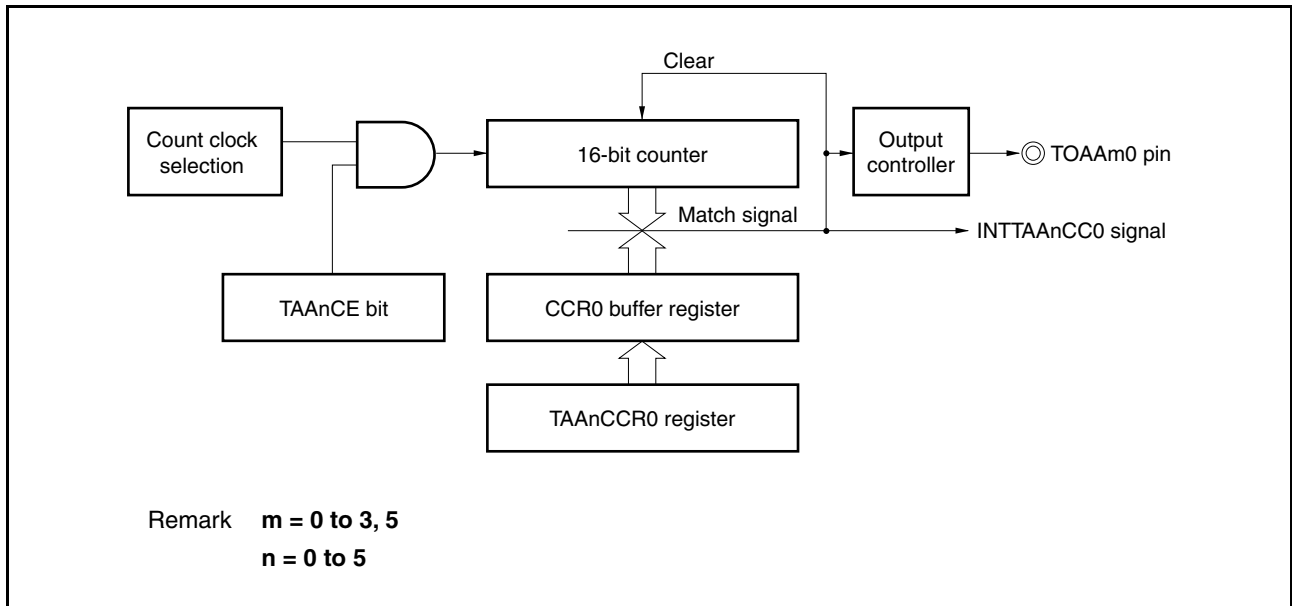 Clear
Count clock
selection
16-bit counter
Output
controller
TOAAm0 pin
Match signal
INTTAAnCC0 signal
TAAnCE bit
CCR0 buffer register
TAAnCCR0 register
Remark m = 0 to 3, 5
n = 0 to 5